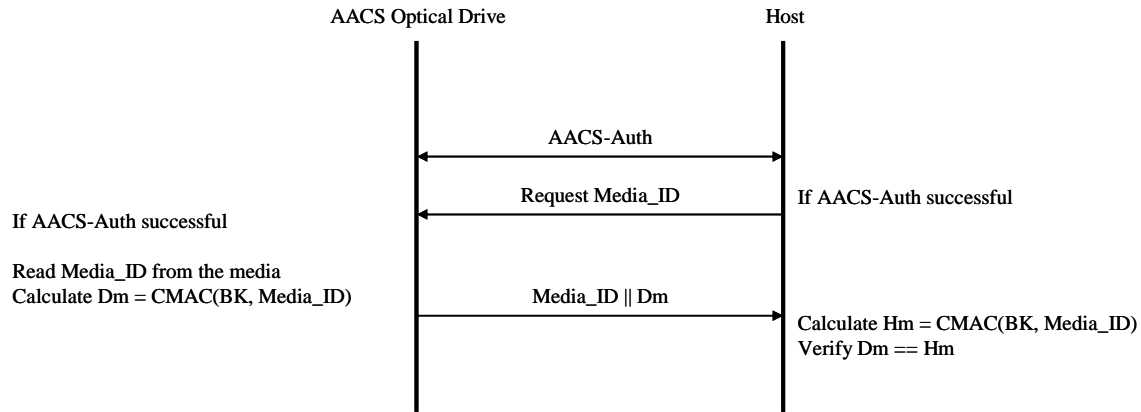 AACS Optical Drive
Host
AACS-Auth
Request Media_ID
If AACS-Auth successful
If AACS-Auth successful
Read Media_ID from the media
Calculate Dm = CMAC(BK, Media_ID)
Media_ID || Dm
Calculate Hm = CMAC(BK, Media_ID)
Verify Dm == Hm